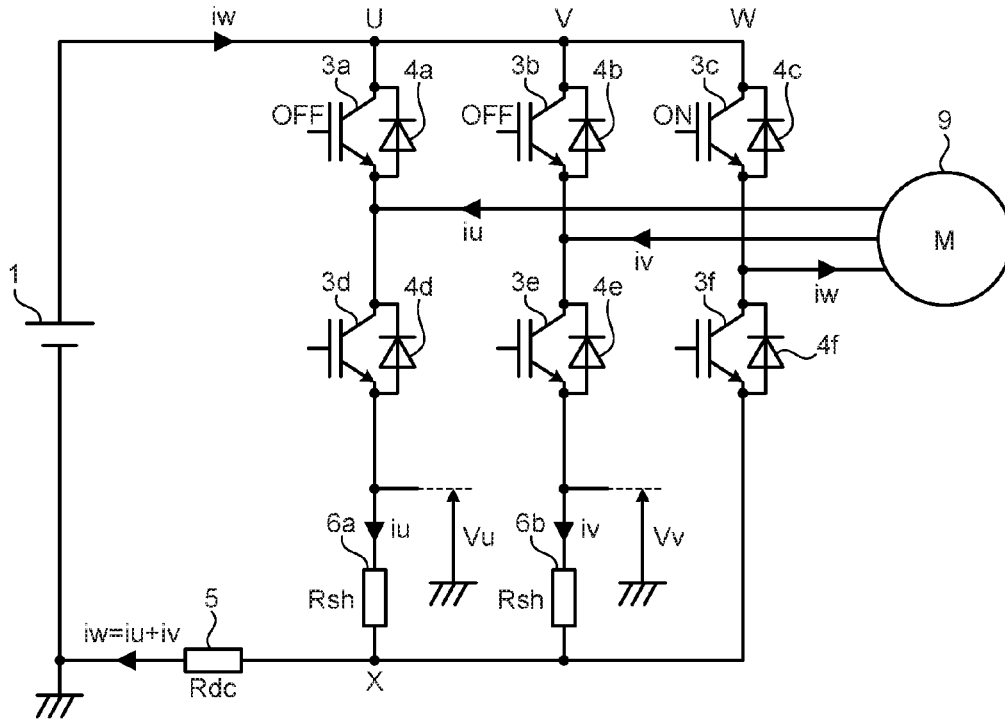 iw U V W
3a 4a 3b 4b 3c 4c
OFF OFF ON 9
iu iv iw M
1 3d 4d 3e 4e 3f 4f
6a iu Vu 6b iv Vv
Rsh Rsh
iw=iu+iv 5
Rdc X